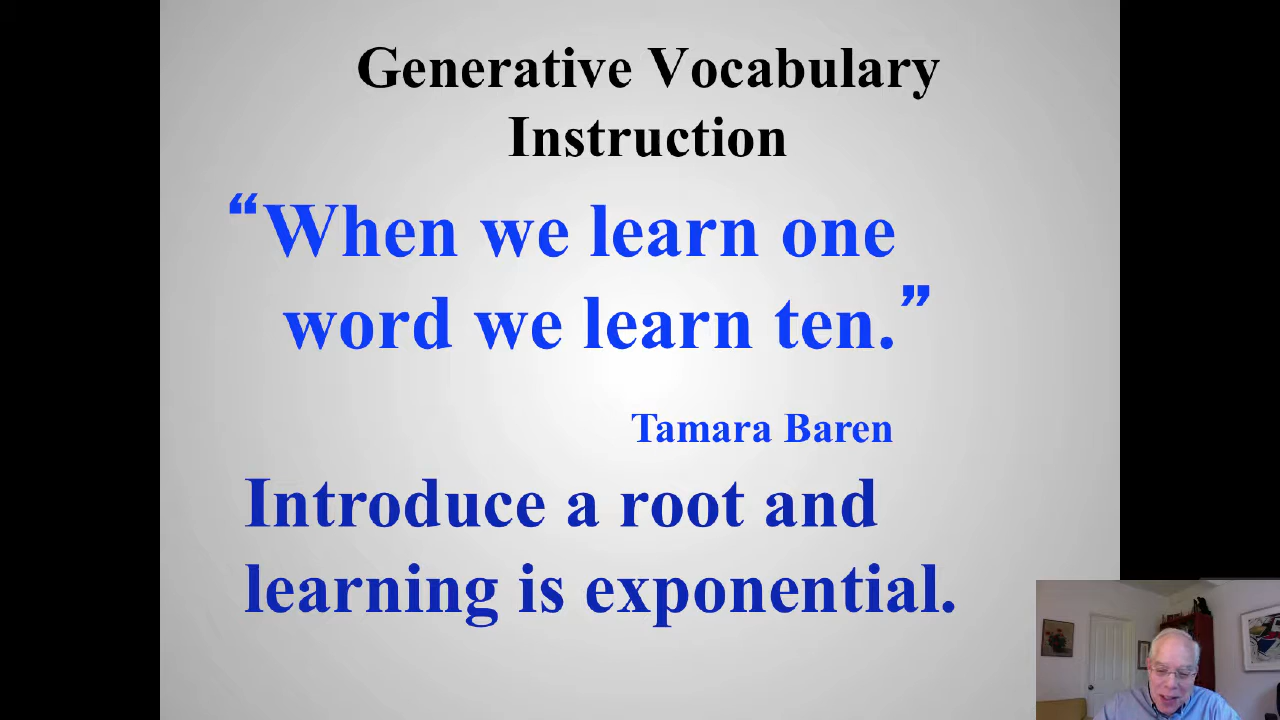 Generative Vocabulary
Instruction
“When we learn one
word we learn ten.”
Tamara Baren
Introduce a root and
learning is exponential.